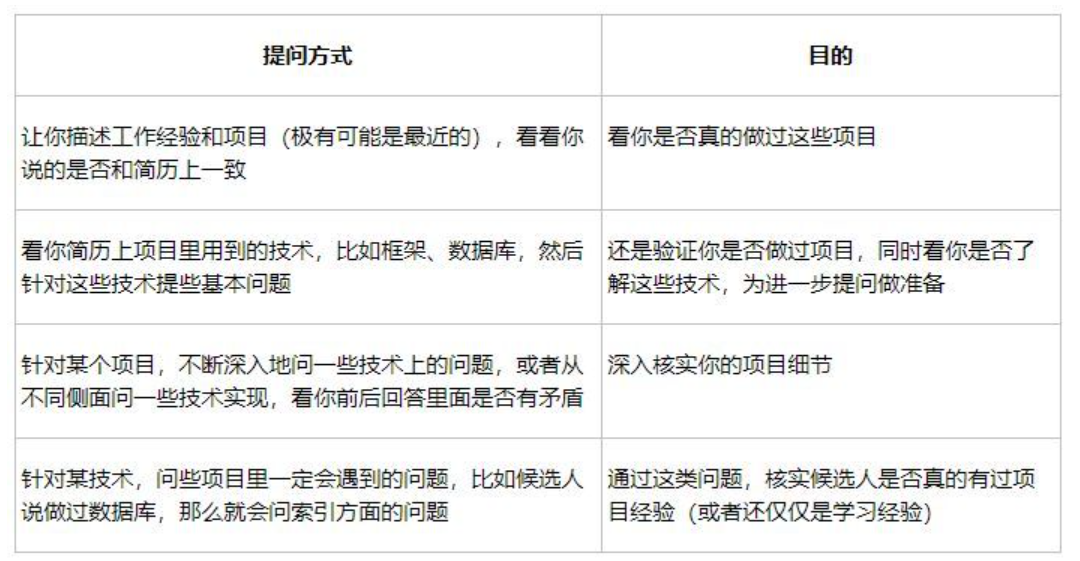 提问方式
目的
让你描述工作经验和项目（极有可能是最近的），看看你
说的是否和简历上一致
看你是否真的做过这些项目
看你简历上项目里用到的技术，比如框架、数据库，然后
针对这些技术提些基本问题
还是验证你是否做过项目，同时看你是否了
解这些技术，为进一步提问做准备
针对某个项目，不断深入地问一些技术上的问题，或者从
不同侧面问一些技术实现，看你前后回答里面是否有矛盾
深入核实你的项目细节
针对某技术，问些项目里一定会遇到的问题，比如候选人
说做过数据库，那么就会问索引方面的问题
通过这类问题，核实候选人是否真的有过项
目经验（或者还仅仅是学习经验）